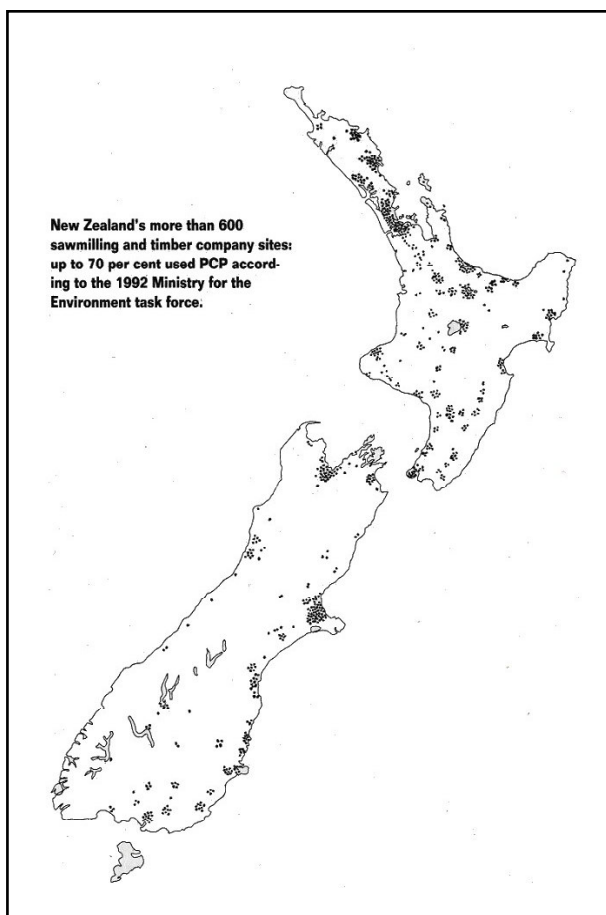 New Zealand's more than 600
sawmilling and timber company sites:
up to 70 per cent used PCP accord-
ing to the 1992 Ministry for the
Environment task force.